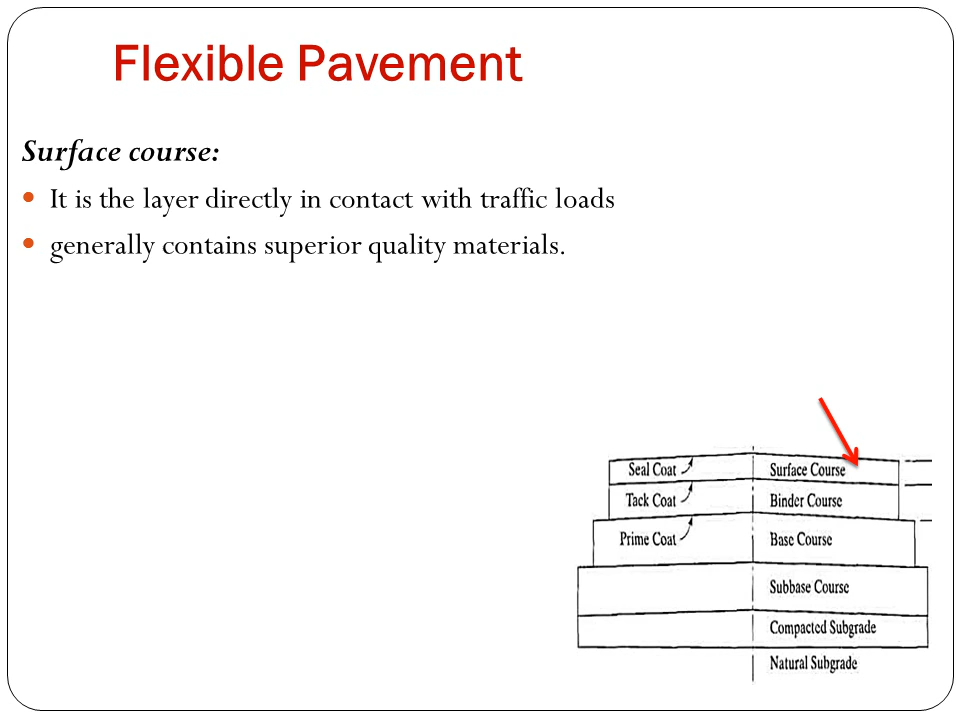 Flexible Pavement
Surface course:
It is the layer directly in contact with traffic loads
generally contains superior quality materials.
Seal Coat Surface Course
Tack Coat Binder Course
Prime Coat Base Course
Subbase Course
Compacted Subgrade
Natural Subgrade